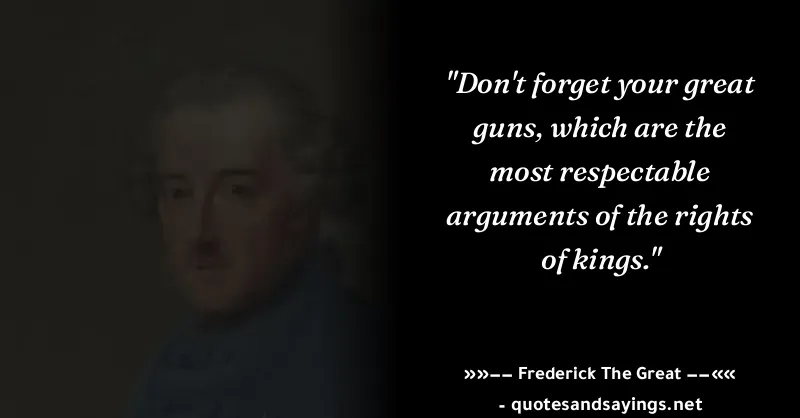 "Don't forget your great
guns, which are the
most respectable
arguments of the rights
of kings."
»»−− Frederick The Great −−««
- quotesandsayings.net